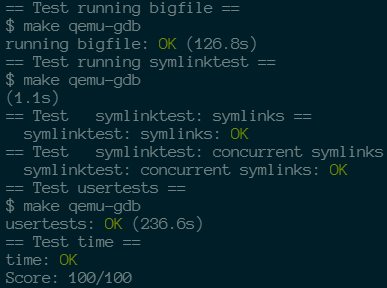 == Test running bigfile ==
$ make qemu-gdb
running bigfile: OK (126.8s)
== Test running symlinktest ==
$ make qemu-gdb
(1.1s)
== Test   symlinktest: symlinks ==
  symlinktest: symlinks: OK
== Test   symlinktest: concurrent symlinks
  symlinktest: concurrent symlinks: OK
== Test usertests ==
$ make qemu-gdb
usertests: OK (236.6s)
== Test time ==
time: OK
Score: 100/100